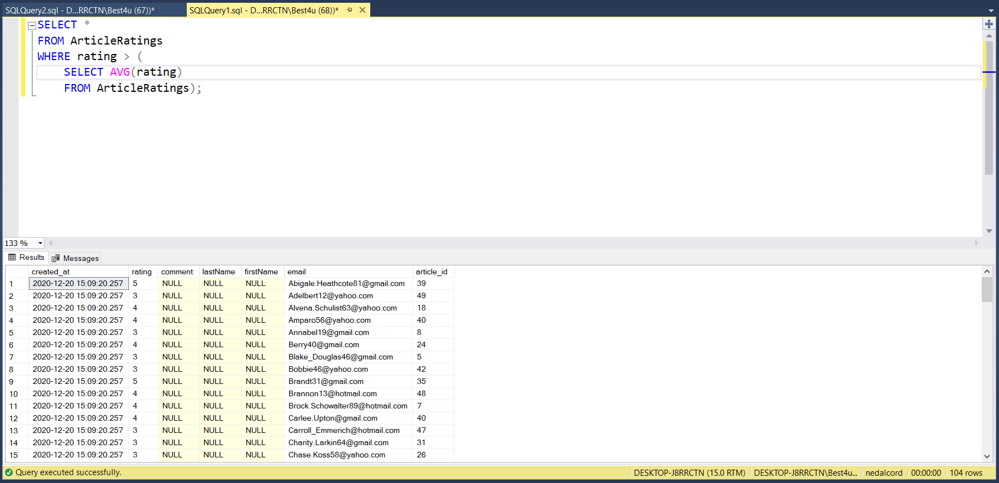 SQLQuery2.sql - D...RRCTN\Best4u (67))*
SQLQuery1.sql - D...RRCTN\Best4u (68))*
SELECT *
FROM ArticleRatings
WHERE rating > (
SELECT AVG(rating)
FROM ArticleRatings);
133 %
Results
Messages
created_at rating comment lastName firstName email article_id
1 2020-12-20 15:09:20.257 5 NULL NULL NULL Abigale.Heathcote81@gmail.com 39
2 2020-12-20 15:09:20.257 3 NULL NULL NULL Adelbert12@yahoo.com 49
3 2020-12-20 15:09:20.257 4 NULL NULL NULL Alvena.Schulist63@yahoo.com 18
4 2020-12-20 15:09:20.257 4 NULL NULL NULL Amparo56@yahoo.com 40
5 2020-12-20 15:09:20.257 3 NULL NULL NULL Annabel19@gmail.com 8
6 2020-12-20 15:09:20.257 4 NULL NULL NULL Berry40@gmail.com 24
7 2020-12-20 15:09:20.257 3 NULL NULL NULL Blake_Douglas46@gmail.com 5
8 2020-12-20 15:09:20.257 3 NULL NULL NULL Bobbie46@yahoo.com 42
9 2020-12-20 15:09:20.257 5 NULL NULL NULL Brandt31@gmail.com 35
10 2020-12-20 15:09:20.257 4 NULL NULL NULL Brannon13@hotmail.com 48
11 2020-12-20 15:09:20.257 4 NULL NULL NULL Brock.Schowalter89@hotmail.com 7
12 2020-12-20 15:09:20.257 4 NULL NULL NULL Carlee.Upton@gmail.com 40
13 2020-12-20 15:09:20.257 3 NULL NULL NULL Carroll_Emmerich@hotmail.com 47
14 2020-12-20 15:09:20.257 3 NULL NULL NULL Charity.Larkin64@gmail.com 31
15 2020-12-20 15:09:20.257 3 NULL NULL NULL Chase.Koss58@yahoo.com 26
Query executed successfully. DESKTOP-J8RRCTN (15.0 RTM) DESKTOP-J8RRCTN\Best4u... nedalcord 00:00:00 104 rows